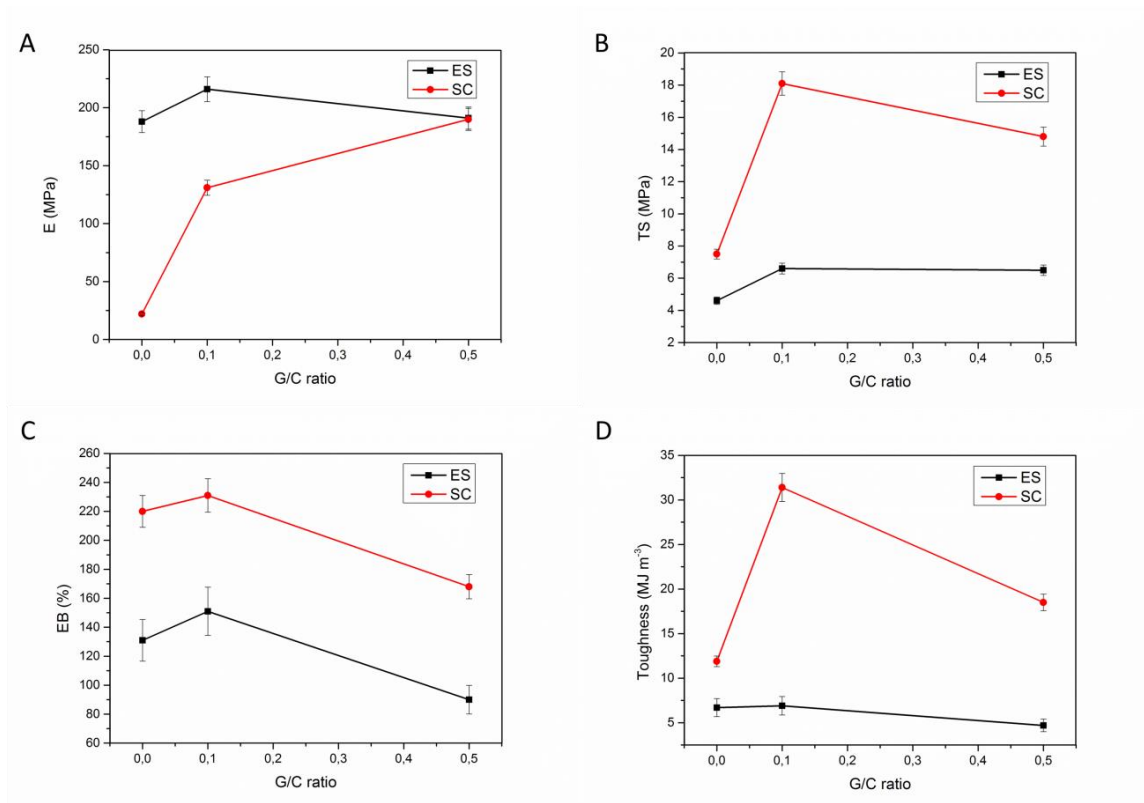 A
E (MPa)
250
200
150
100
50
0
ES
SC
0,0 0,1 0,2 0,3 0,4 0,5
G/C ratio
B
TS (MPa)
20
18
16
14
12
10
8
6
4
2
ES
SC
0,0 0,1 0,2 0,3 0,4 0,5
G/C ratio
C
EB (%)
260
240
220
200
180
160
140
120
100
80
60
ES
SC
0,0 0,1 0,2 0,3 0,4 0,5
G/C ratio
D
Toughness (MJ m⁻³)
35
30
25
20
15
10
5
ES
SC
0,0 0,1 0,2 0,3 0,4 0,5
G/C ratio